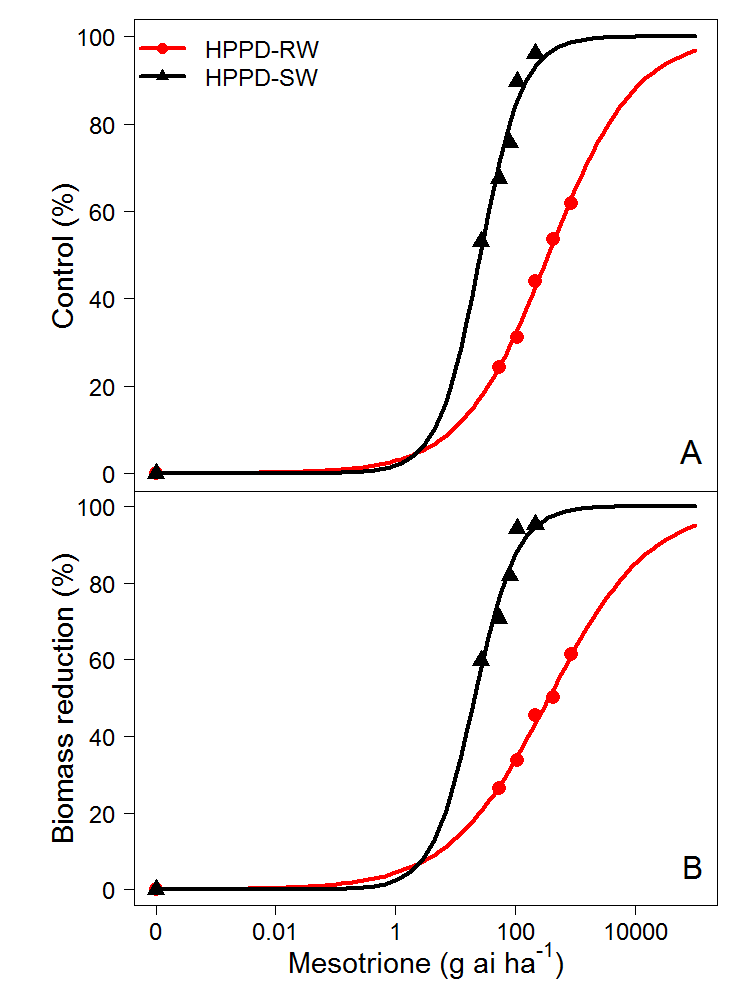 100
80
60
40
20
0
Control (%)
HPPD-RW
HPPD-SW
A
100
80
60
40
20
0
Biomass reduction (%)
B
0 0.01 1 100 10000
Mesotrione (g ai ha⁻¹)